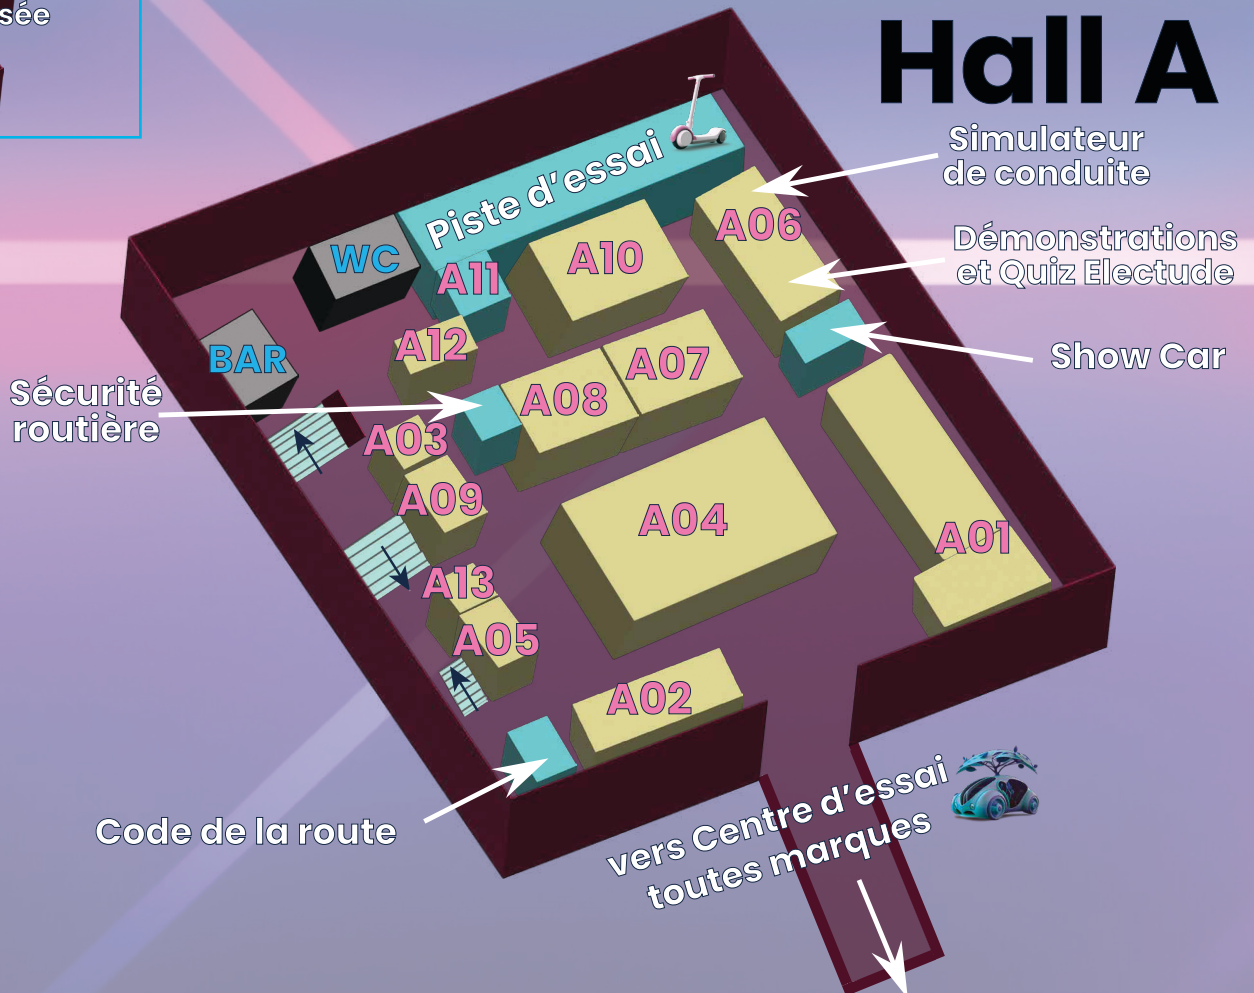 sée
Hall A
Simulateur
de conduite
Piste d'essai
A06
Démonstrations
et Quiz Electude
WC
A11
A10
Show Car
BAR
A12
A07
Sécurité
routière
A08
A03
A09
A04
A01
A13
A05
A02
Code de la route
vers Centre d'essai
toutes marques